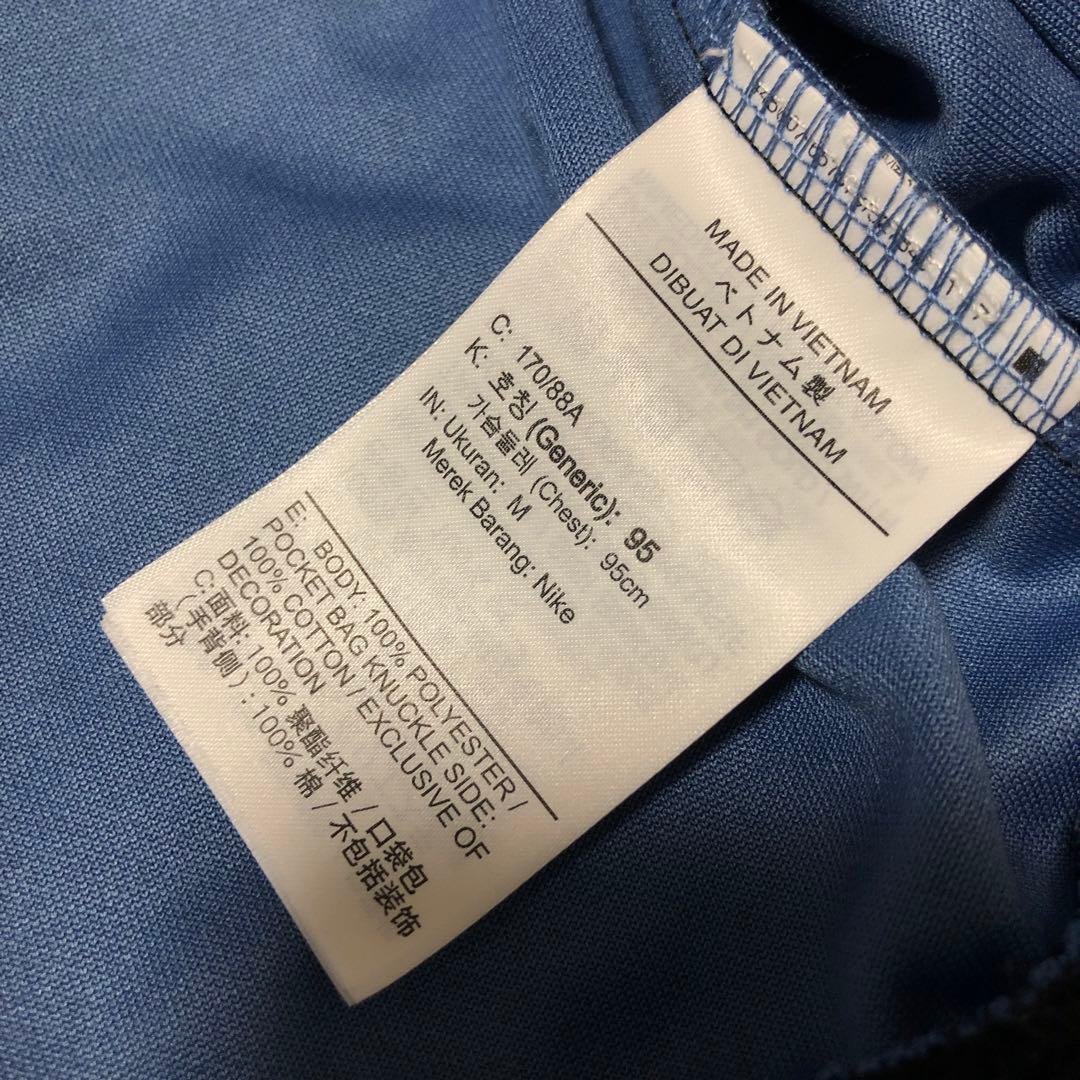 MADE IN VIETNAM
ベトナム製
DIBUAT DI VIETNAM
C: 170/88A
K: 호칭 (Generic): 95
가슴둘레 (Chest): 95cm
IN: Ukuran: M
Merek Barang: Nike
E: BODY: 100% POLYESTER /
POCKET BAG KNUCKLE SIDE:
100% COTTON / EXCLUSIVE OF
DECORATION
C: 面料: 100% 聚酯纤维 / 口袋包
（手背侧）: 100% 棉 / 不包括装饰
部分